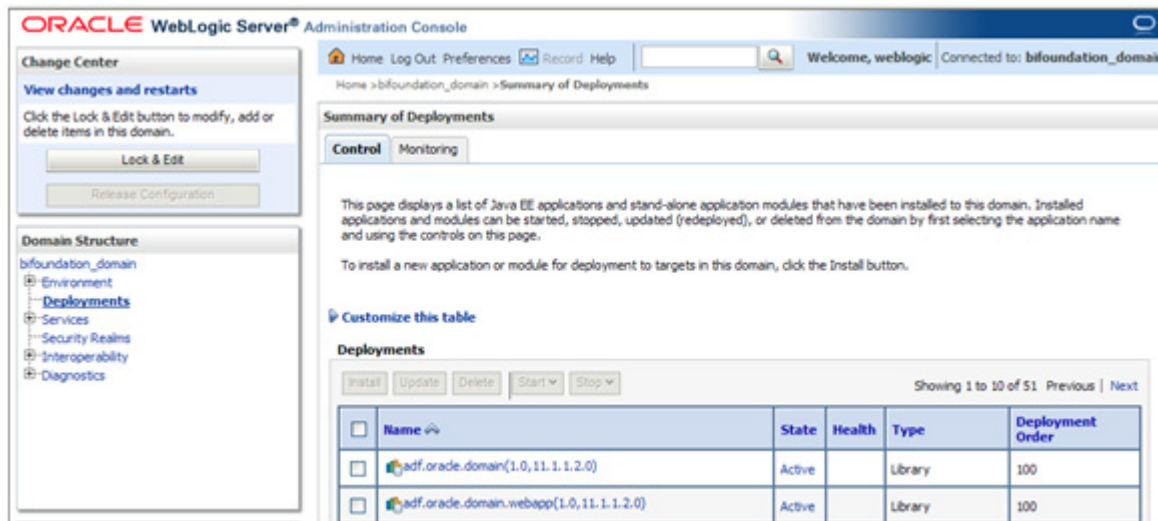 ORACLE WebLogic Server® Administration Console
Change Center
View changes and restarts
Click the Lock & Edit button to modify, add or
delete items in this domain.
Lock & Edit
Release Configuration
Domain Structure
bifoundation_domain
Environment
Deployments
Services
Security Realms
Interoperability
Diagnostics
Home Log Out Preferences Record Help
Welcome, weblogic Connected to: bifoundation_domai
Home >bifoundation_domain >Summary of Deployments
Summary of Deployments
Control Monitoring
This page displays a list of Java EE applications and stand-alone application modules that have been installed to this domain. Installed
applications and modules can be started, stopped, updated (redeployed), or deleted from the domain by first selecting the application name
and using the controls on this page.
To install a new application or module for deployment to targets in this domain, click the Install button.
Customize this table
Deployments
Install Update Delete Start Stop Showing 1 to 10 of 51 Previous | Next
Name State Health Type Deployment
Order
adf.oracle.domain(1.0,11.1.1.2.0) Active Library 100
adf.oracle.domain.webapp(1.0,11.1.1.2.0) Active Library 100